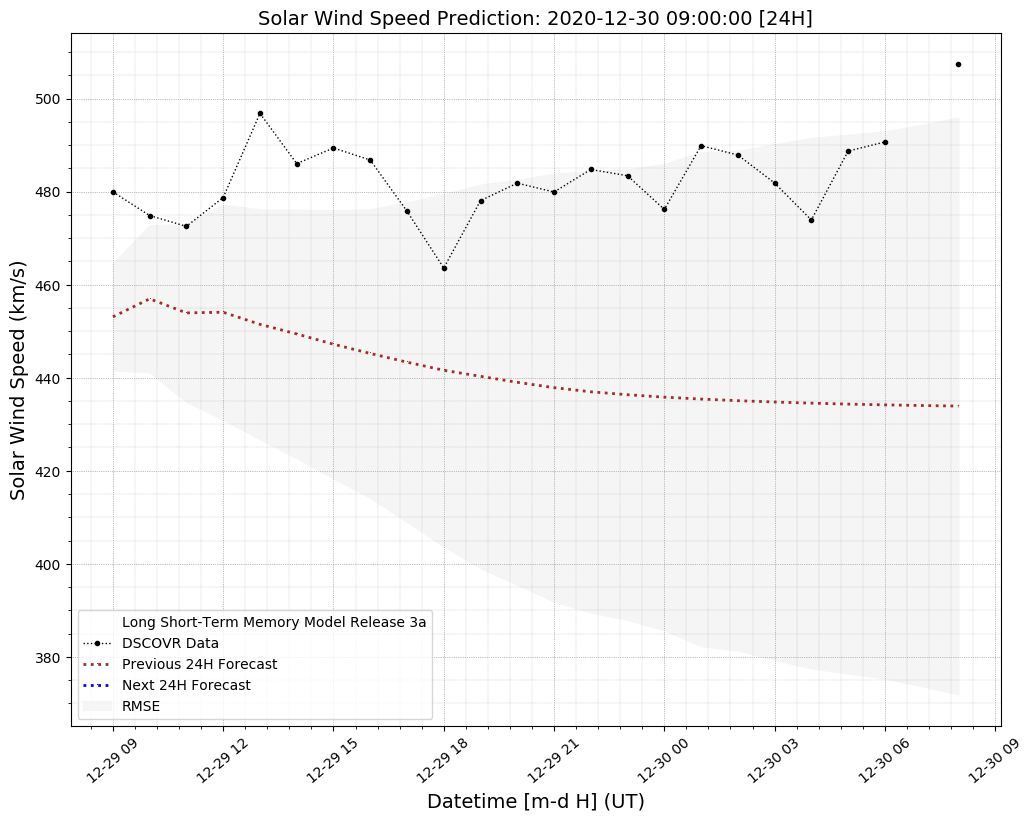 Solar Wind Speed Prediction: 2020-12-30 09:00:00 [24H]
Solar Wind Speed (km/s)
500
480
460
440
420
400
380
Long Short-Term Memory Model Release 3a
DSCOVR Data
Previous 24H Forecast
Next 24H Forecast
RMSE
12-29 09
12-29 12
12-29 15
12-29 18
12-29 21
12-30 00
12-30 03
12-30 06
12-30 09
Datetime [m-d H] (UT)